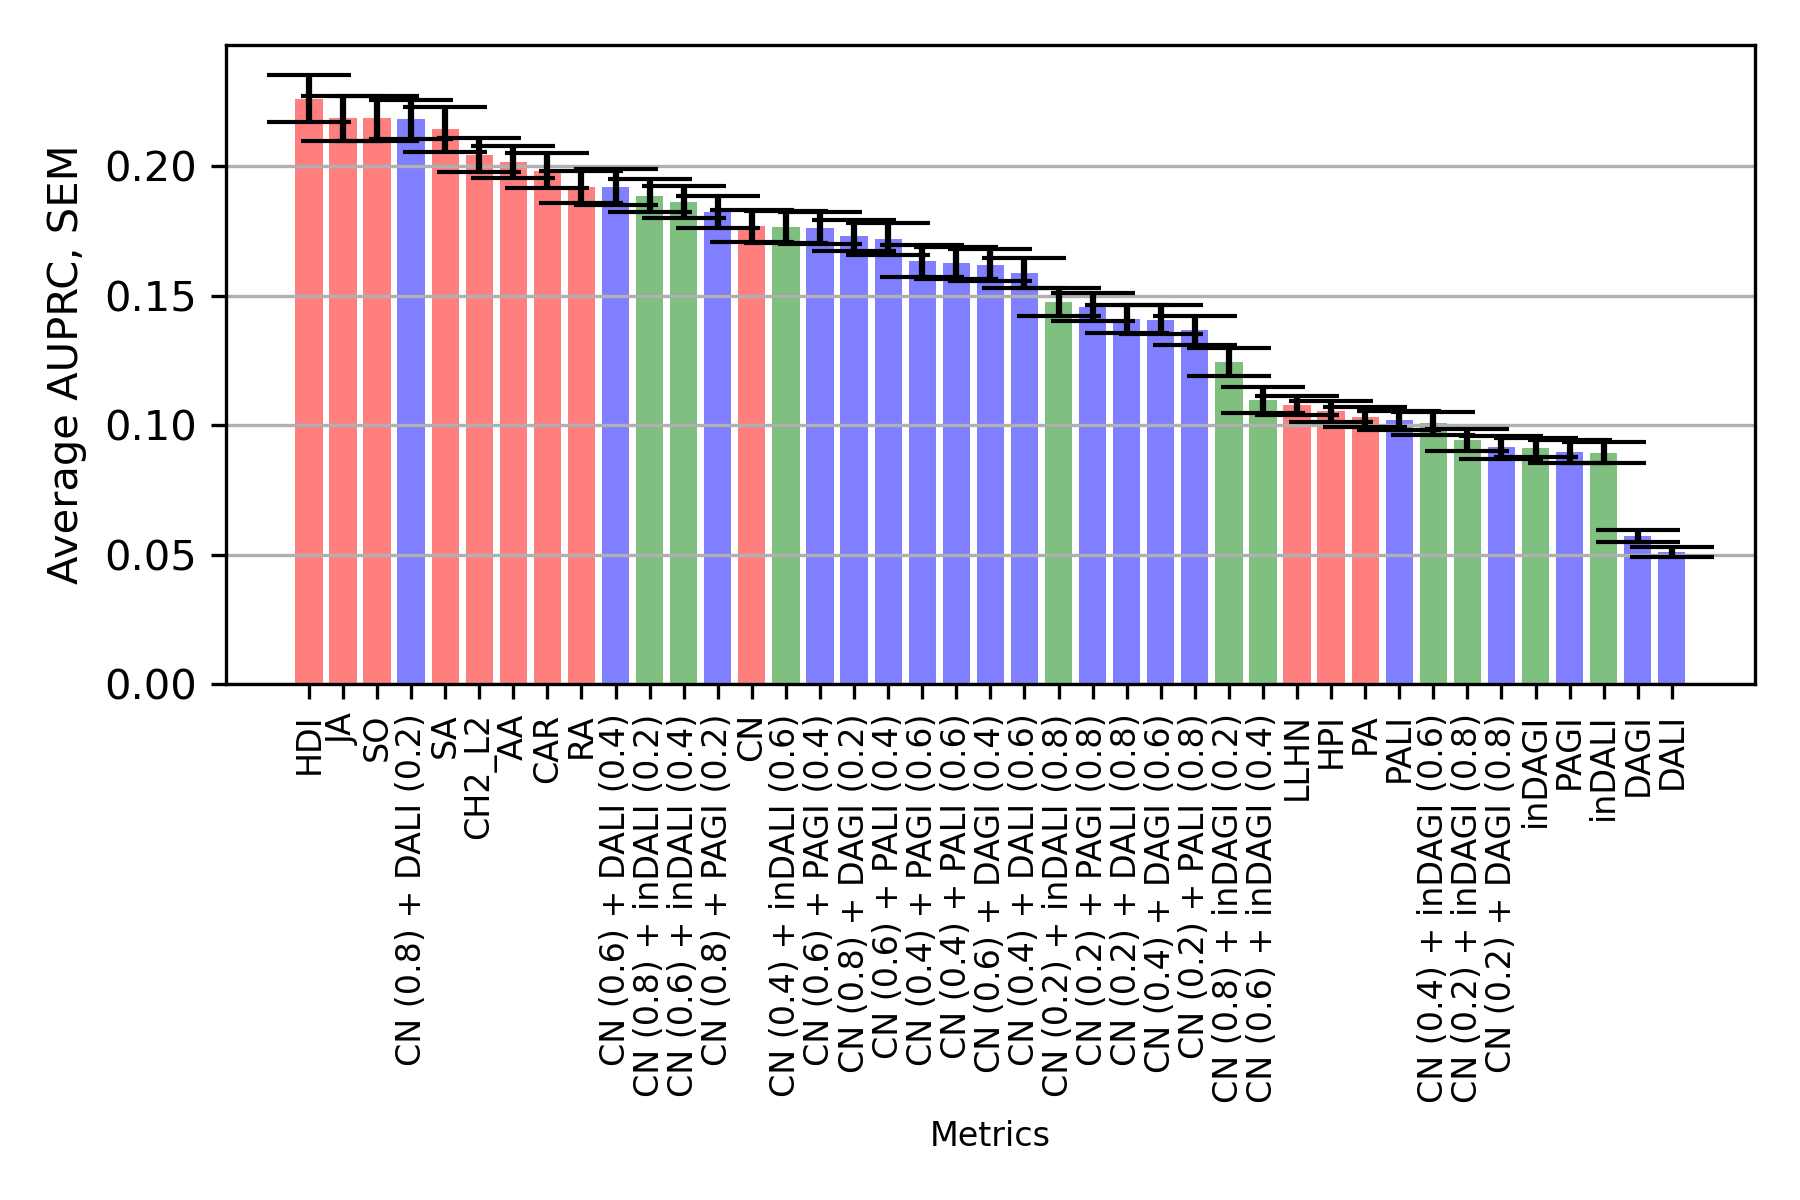 Average AUPRC, SEM
0.20
0.15
0.10
0.05
0.00
HDI
JA
SO
CN (0.8) + DALI (0.2)
SA
CH2_L2
_AA
CAR
RA
CN (0.6) + DALI (0.4)
CN (0.8) + inDALI (0.2)
CN (0.6) + inDALI (0.4)
CN (0.8) + PAGI (0.2)
CN
CN (0.4) + inDALI (0.6)
CN (0.6) + PAGI (0.4)
CN (0.8) + DAGI (0.2)
CN (0.6) + PALI (0.4)
CN (0.4) + PAGI (0.6)
CN (0.4) + PALI (0.6)
CN (0.6) + DAGI (0.4)
CN (0.4) + DALI (0.6)
CN (0.2) + inDALI (0.8)
CN (0.2) + PAGI (0.8)
CN (0.2) + DALI (0.8)
CN (0.4) + DAGI (0.6)
CN (0.2) + PALI (0.8)
CN (0.8) + inDAGI (0.2)
CN (0.6) + inDAGI (0.4)
LLHN
HPI
PA
PALI
CN (0.4) + inDAGI (0.6)
CN (0.2) + inDAGI (0.8)
CN (0.2) + DAGI (0.8)
inDAGI
PAGI
inDALI
DAGI
DALI
Metrics